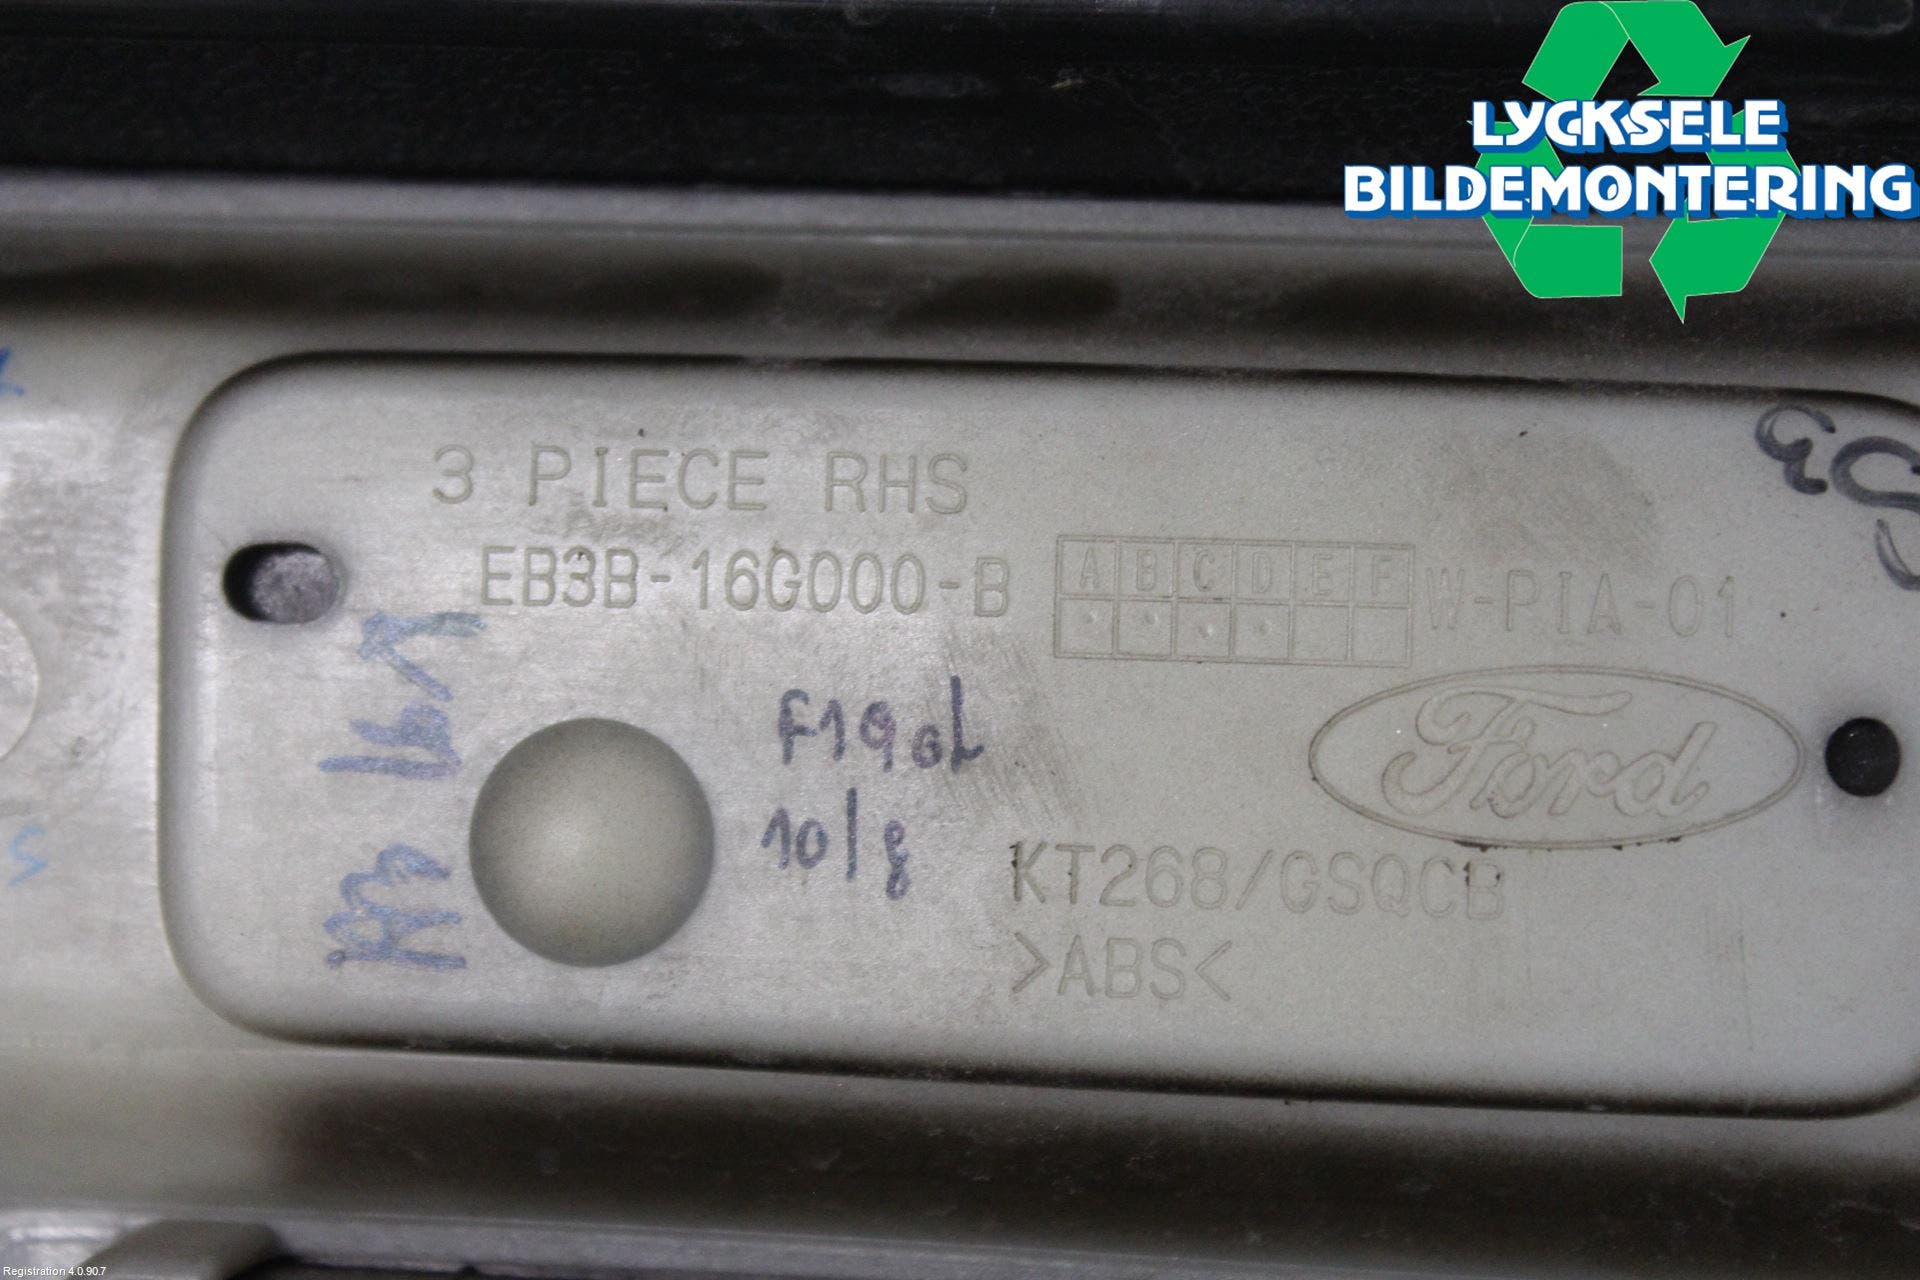 LYCKSELE
BILDEMONTERING
3 PIECE RHS
EB3B-16G000-B
A B C D E F
W-PIA-01
F19
10/8
Ford
KT268/GSQCB
>ABS<
Registration 4.0.90.7